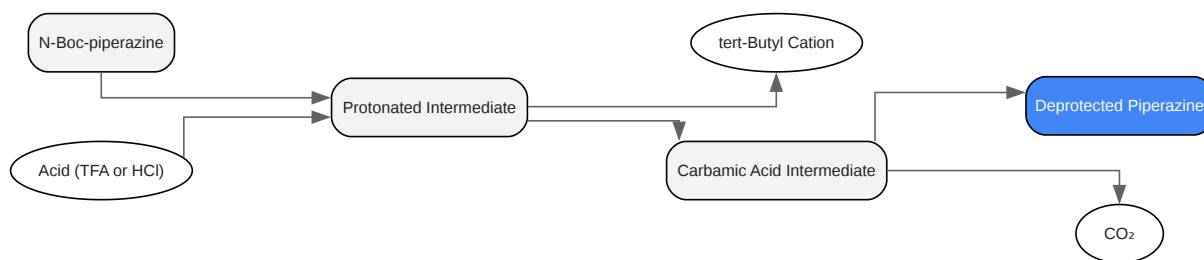 N-Boc-piperazine
Acid (TFA or HCl)
Protonated Intermediate
tert-Butyl Cation
Carbamic Acid Intermediate
Deprotected Piperazine
CO₂